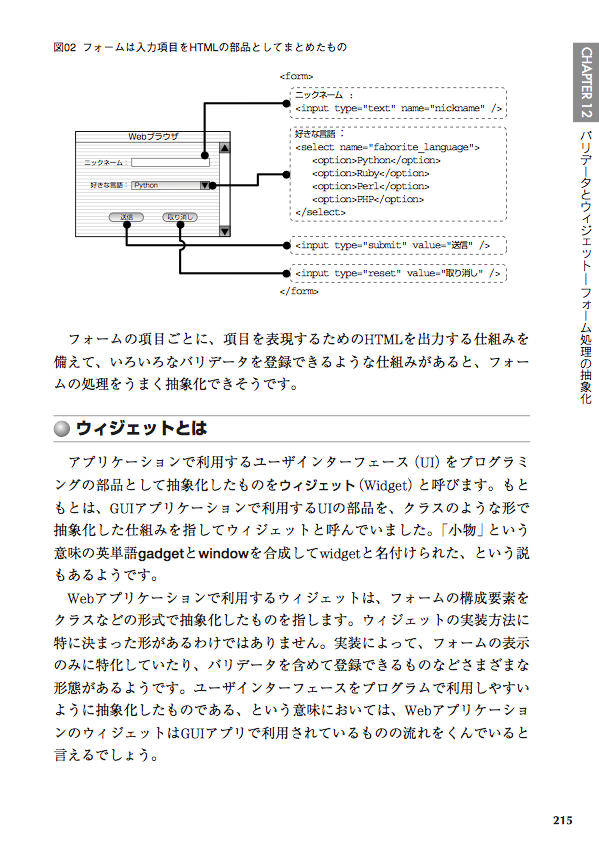 図02 フォームは入力項目をHTMLの部品としてまとめたもの
<form>
ニックネーム ：
<input type="text" name="nickname" />
好きな言語：
<select name="faborite_language">
<option>Python</option>
<option>Ruby</option>
<option>Perl</option>
<option>PHP</option>
</select>
<input type="submit" value="送信" />
<input type="reset" value="取り消し" />
</form>
Webブラウザ
ニックネーム：
好きな言語： Python
送信 取り消し
フォームの項目ごとに、項目を表現するためのHTMLを出力する仕組みを
備えて、いろいろなバリデータを登録できるような仕組みがあると、フォー
ムの処理をうまく抽象化できそうです。
ウィジェットとは
アプリケーションで利用するユーザインターフェース（UI）をプログラミ
ングの部品として抽象化したものをウィジェット（Widget）と呼びます。もと
もとは、GUIアプリケーションで利用するUIの部品を、クラスのような形で
抽象化した仕組みを指してウィジェットと呼んでいました。「小物」という
意味の英単語gadgetとwindowを合成してwidgetと名付けられた、という説
もあるようです。
Webアプリケーションで利用するウィジェットは、フォームの構成要素を
クラスなどの形式で抽象化したものを指します。ウィジェットの実装方法に
特に決まった形があるわけではありません。実装によって、フォームの表示
のみに特化していたり、バリデータを含めて登録できるものなどさまざまな
形態があるようです。ユーザインターフェースをプログラムで利用しやすい
ように抽象化したものである、という意味においては、Webアプリケーショ
ンのウィジェットはGUIアプリで利用されているものの流れをくんでいると
言えるでしょう。
CHAPTER 12
バリデータとウィジェット―フォーム処理の抽象化
215